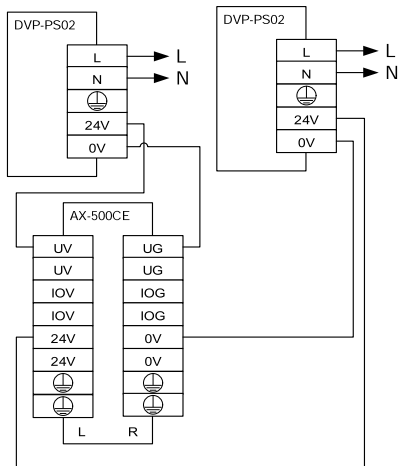 DVP-PS02
L L
N N
24V
0V
DVP-PS02
L L
N N
24V
0V
AX-500CE
UV UG
UV UG
IOV IOG
IOV IOG
24V 0V
24V 0V
L R